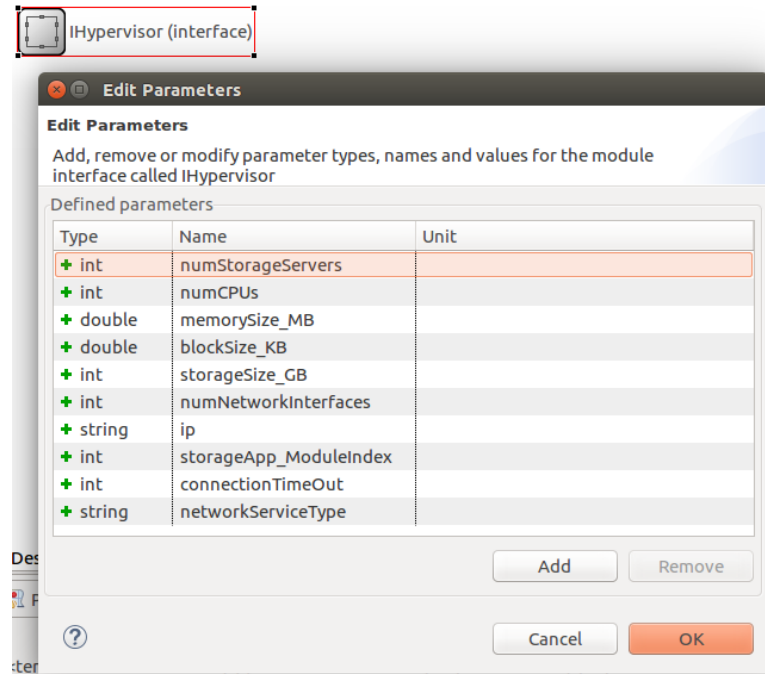 IHypervisor (interface)
Edit Parameters
Edit Parameters
Add, remove or modify parameter types, names and values for the module
interface called IHypervisor
Defined parameters
Type Name Unit
int numStorageServers
int numCPUs
double memorySize_MB
double blockSize_KB
int storageSize_GB
int numNetworkInterfaces
string ip
int storageApp_ModuleIndex
int connectionTimeOut
string networkServiceType
Des
Add Remove
Cancel OK